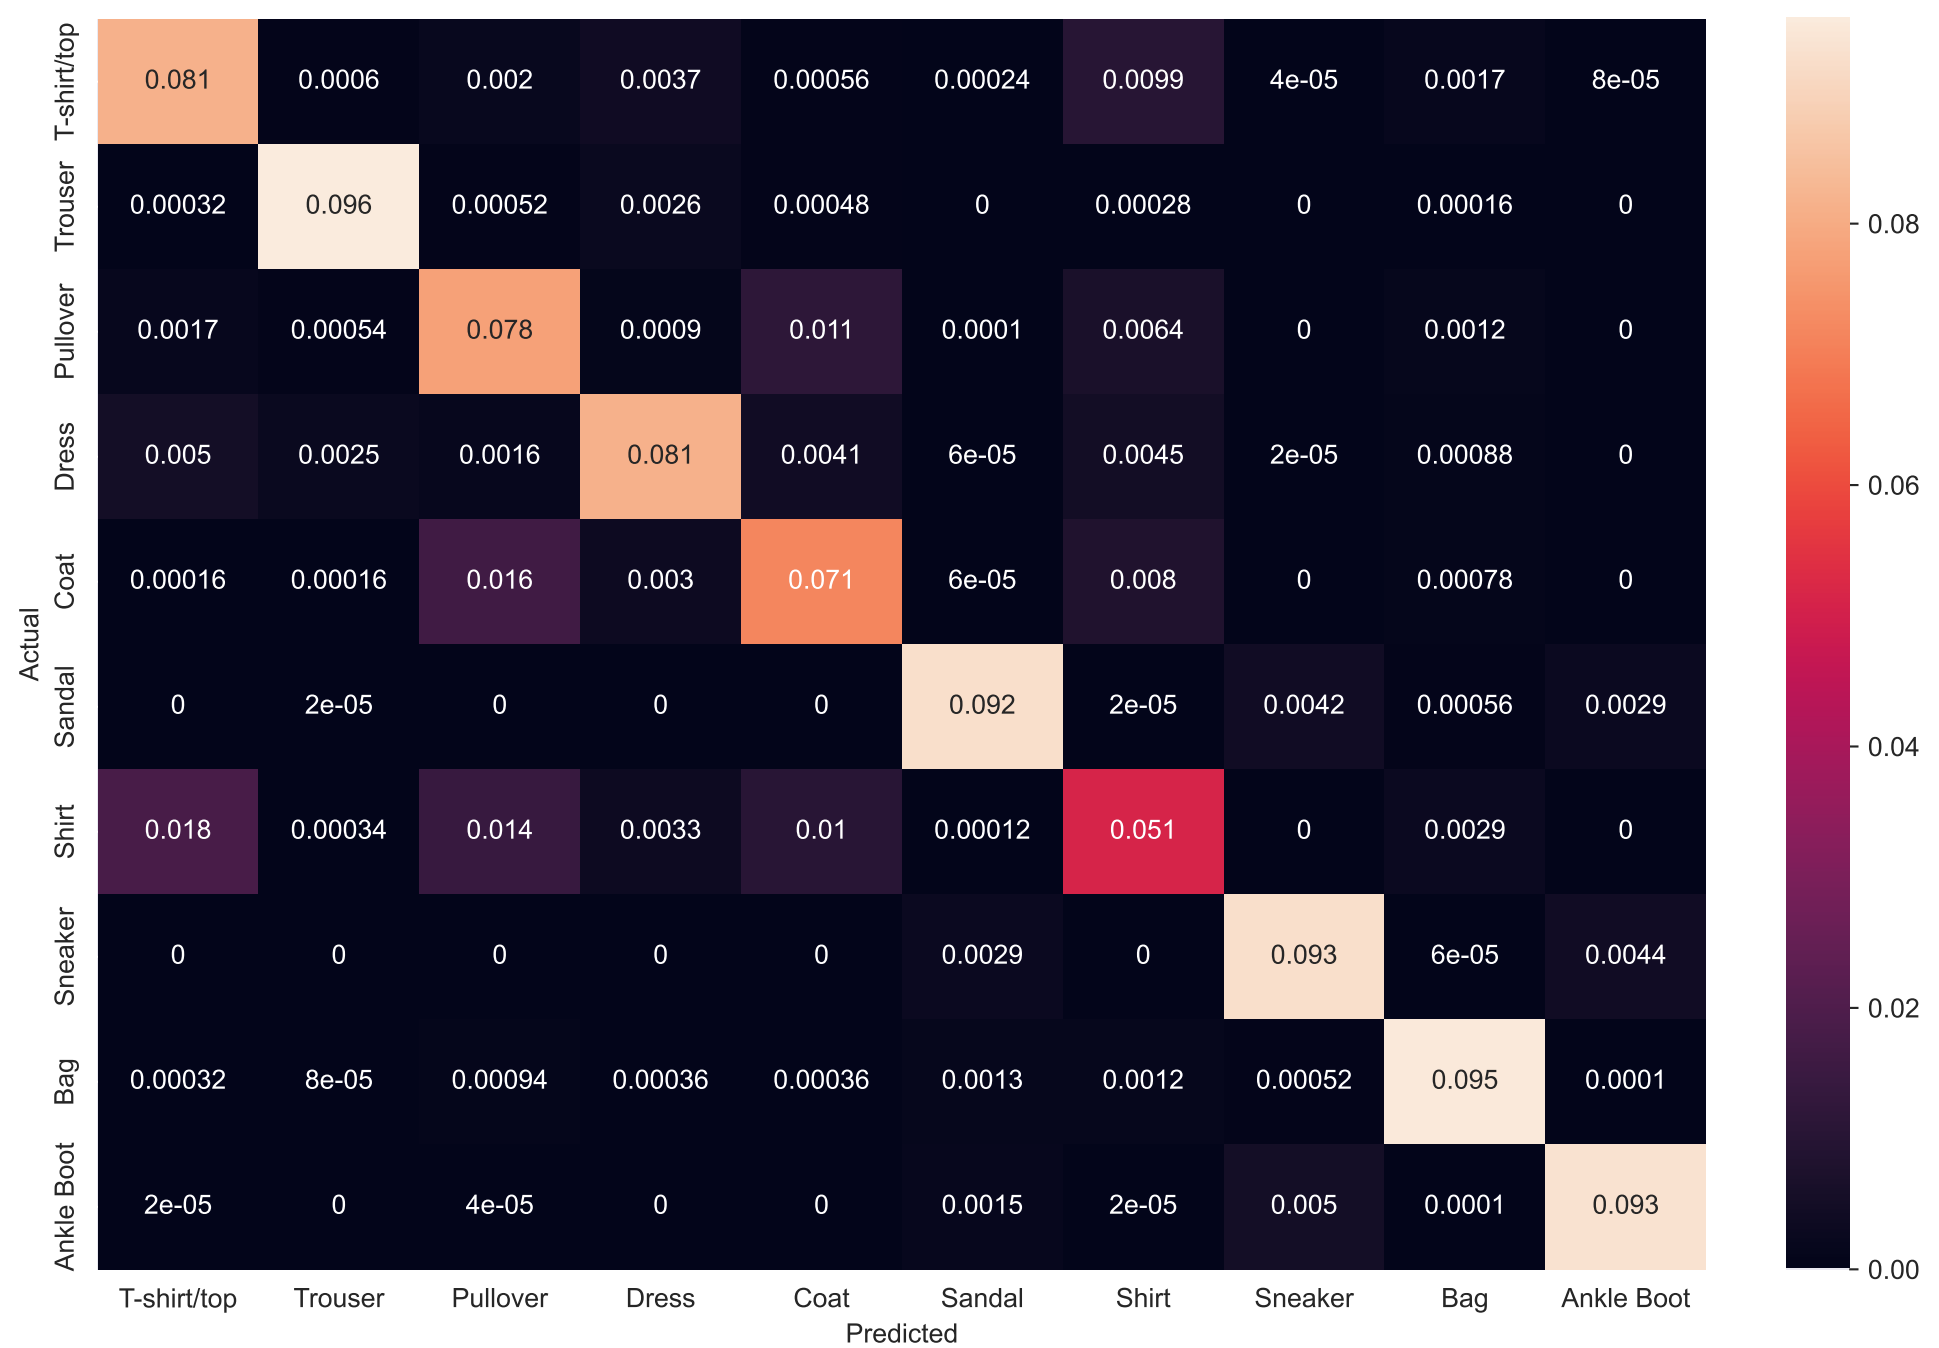 T-shirt/top 0.081 0.0006 0.002 0.0037 0.00056 0.00024 0.0099 4e-05 0.0017 8e-05
Trouser 0.00032 0.096 0.00052 0.0026 0.00048 0 0.00028 0 0.00016 0
0.08
Pullover 0.0017 0.00054 0.078 0.0009 0.011 0.0001 0.0064 0 0.0012 0
Dress 0.005 0.0025 0.0016 0.081 0.0041 6e-05 0.0045 2e-05 0.00088 0
0.06
Coat 0.00016 0.00016 0.016 0.003 0.071 6e-05 0.008 0 0.00078 0
Actual
Sandal 0 2e-05 0 0 0 0.092 2e-05 0.0042 0.00056 0.0029
0.04
Shirt 0.018 0.00034 0.014 0.0033 0.01 0.00012 0.051 0 0.0029 0
Sneaker 0 0 0 0 0 0.0029 0 0.093 6e-05 0.0044
0.02
Bag 0.00032 8e-05 0.00094 0.00036 0.00036 0.0013 0.0012 0.00052 0.095 0.0001
Ankle Boot 2e-05 0 4e-05 0 0 0.0015 2e-05 0.005 0.0001 0.093
0.00
T-shirt/top Trouser Pullover Dress Coat Sandal Shirt Sneaker Bag Ankle Boot
Predicted